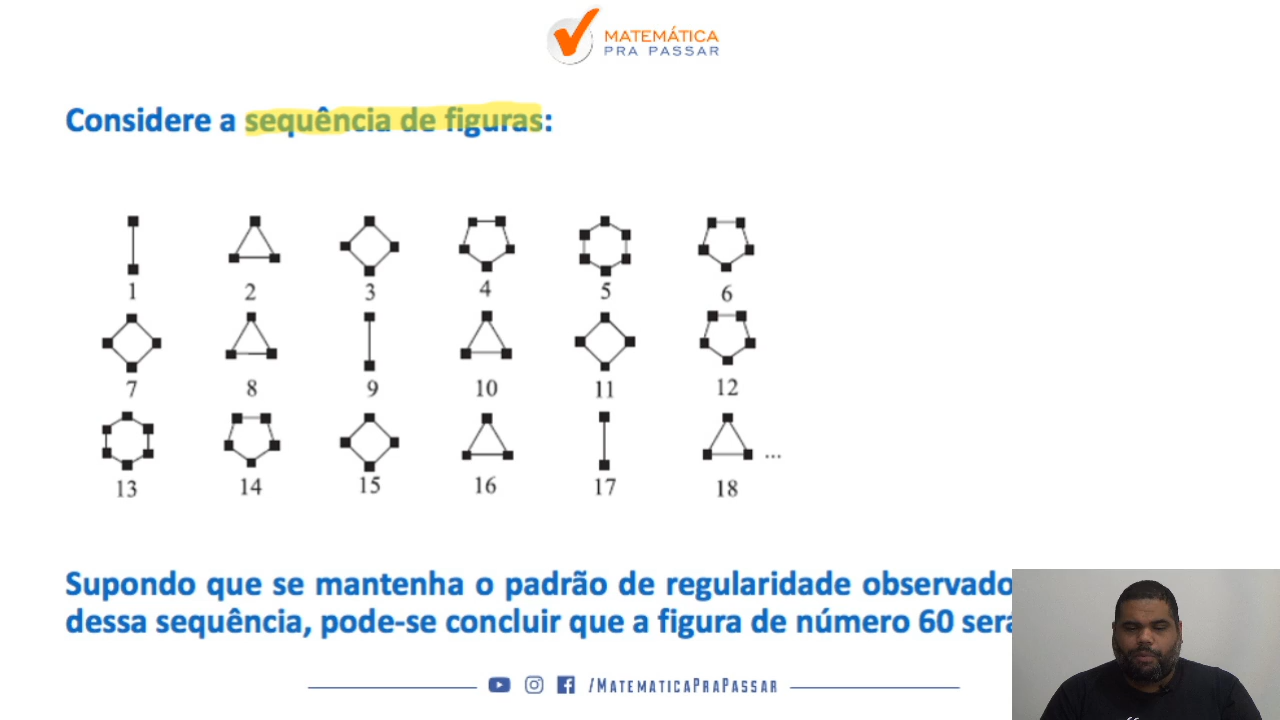 MATEMÁTICA
PRA PASSAR
Considere a sequência de figuras:
1 2 3 4 5 6
7 8 9 10 11 12
...
13 14 15 16 17 18
Supondo que se mantenha o padrão de regularidade observado
dessa sequência, pode-se concluir que a figura de número 60
/MATEMATICAPRAPASSAR